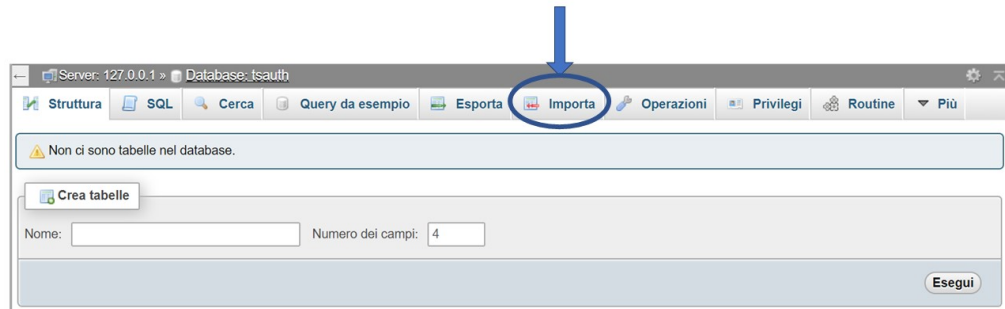 Server: 127.0.0.1 » Database: tsauth
Struttura SQL Cerca Query da esempio Esporta Importa Operazioni Privilegi Routine Più
Non ci sono tabelle nel database.
Crea tabelle
Nome: Numero dei campi: 4
Esegui